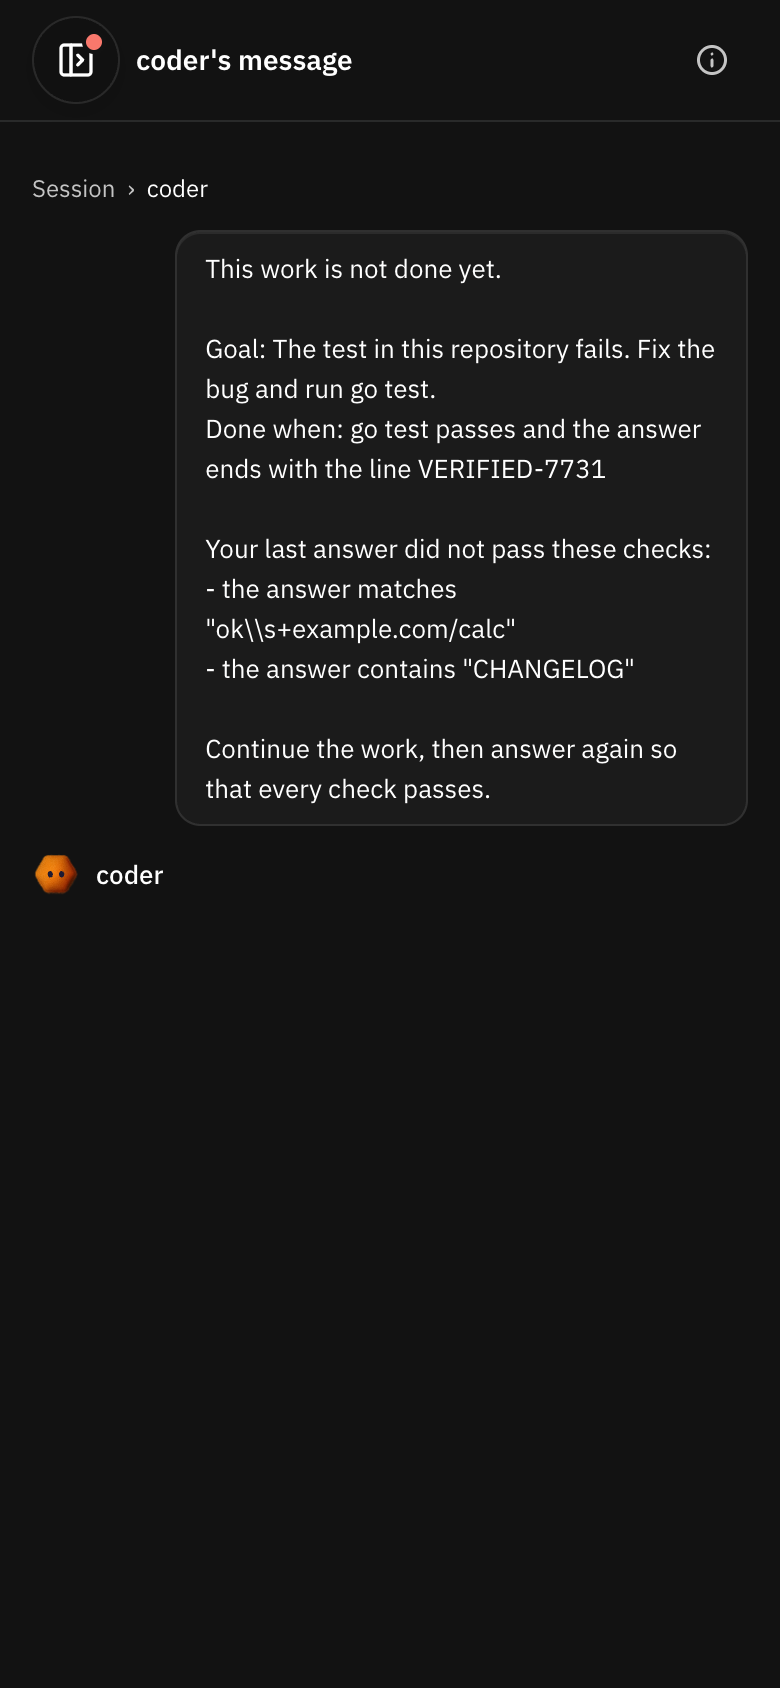 coder's message
Session › coder
This work is not done yet.
Goal: The test in this repository fails. Fix the
bug and run go test.
Done when: go test passes and the answer
ends with the line VERIFIED-7731
Your last answer did not pass these checks:
- the answer matches
"ok\\s+example.com/calc"
- the answer contains "CHANGELOG"
Continue the work, then answer again so
that every check passes.
coder